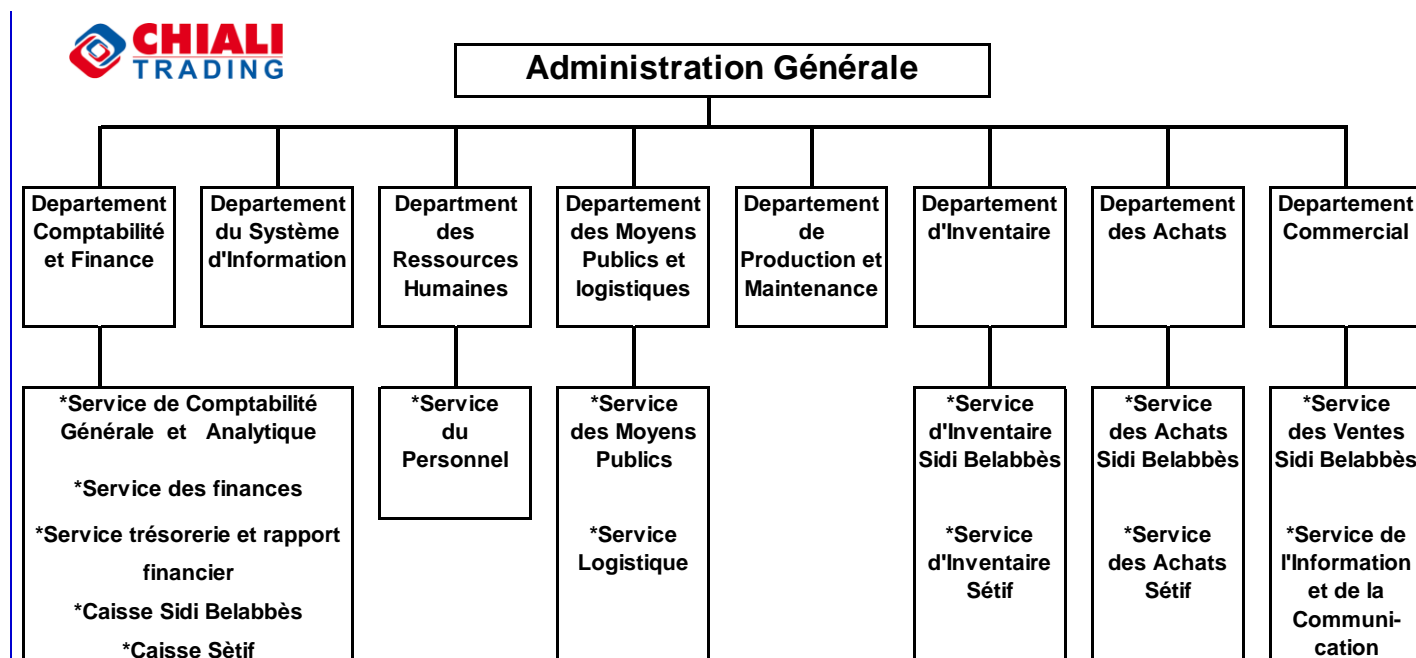 CHIALI
TRADING
Administration Générale
Departement
Comptabilité
et Finance
Departement
du Système
d'Information
Department
des
Ressources
Humaines
Departement
des Moyens
Publics et
logistiques
Departement
de
Production et
Maintenance
Departement
d'Inventaire
Departement
des Achats
Departement
Commercial
*Service de Comptabilité
Générale et Analytique
*Service des finances
*Service trésorerie et rapport
financier
*Caisse Sidi Belabbès
*Caisse Sètif
*Service
du
Personnel
*Service
des Moyens
Publics
*Service
Logistique
*Service
d'Inventaire
Sidi Belabbès
*Service
d'Inventaire
Sétif
*Service
des Achats
Sidi Belabbès
*Service
des Achats
Sétif
*Service
des Ventes
Sidi Belabbès
*Service de
l'Information
et de la
Communi-
cation